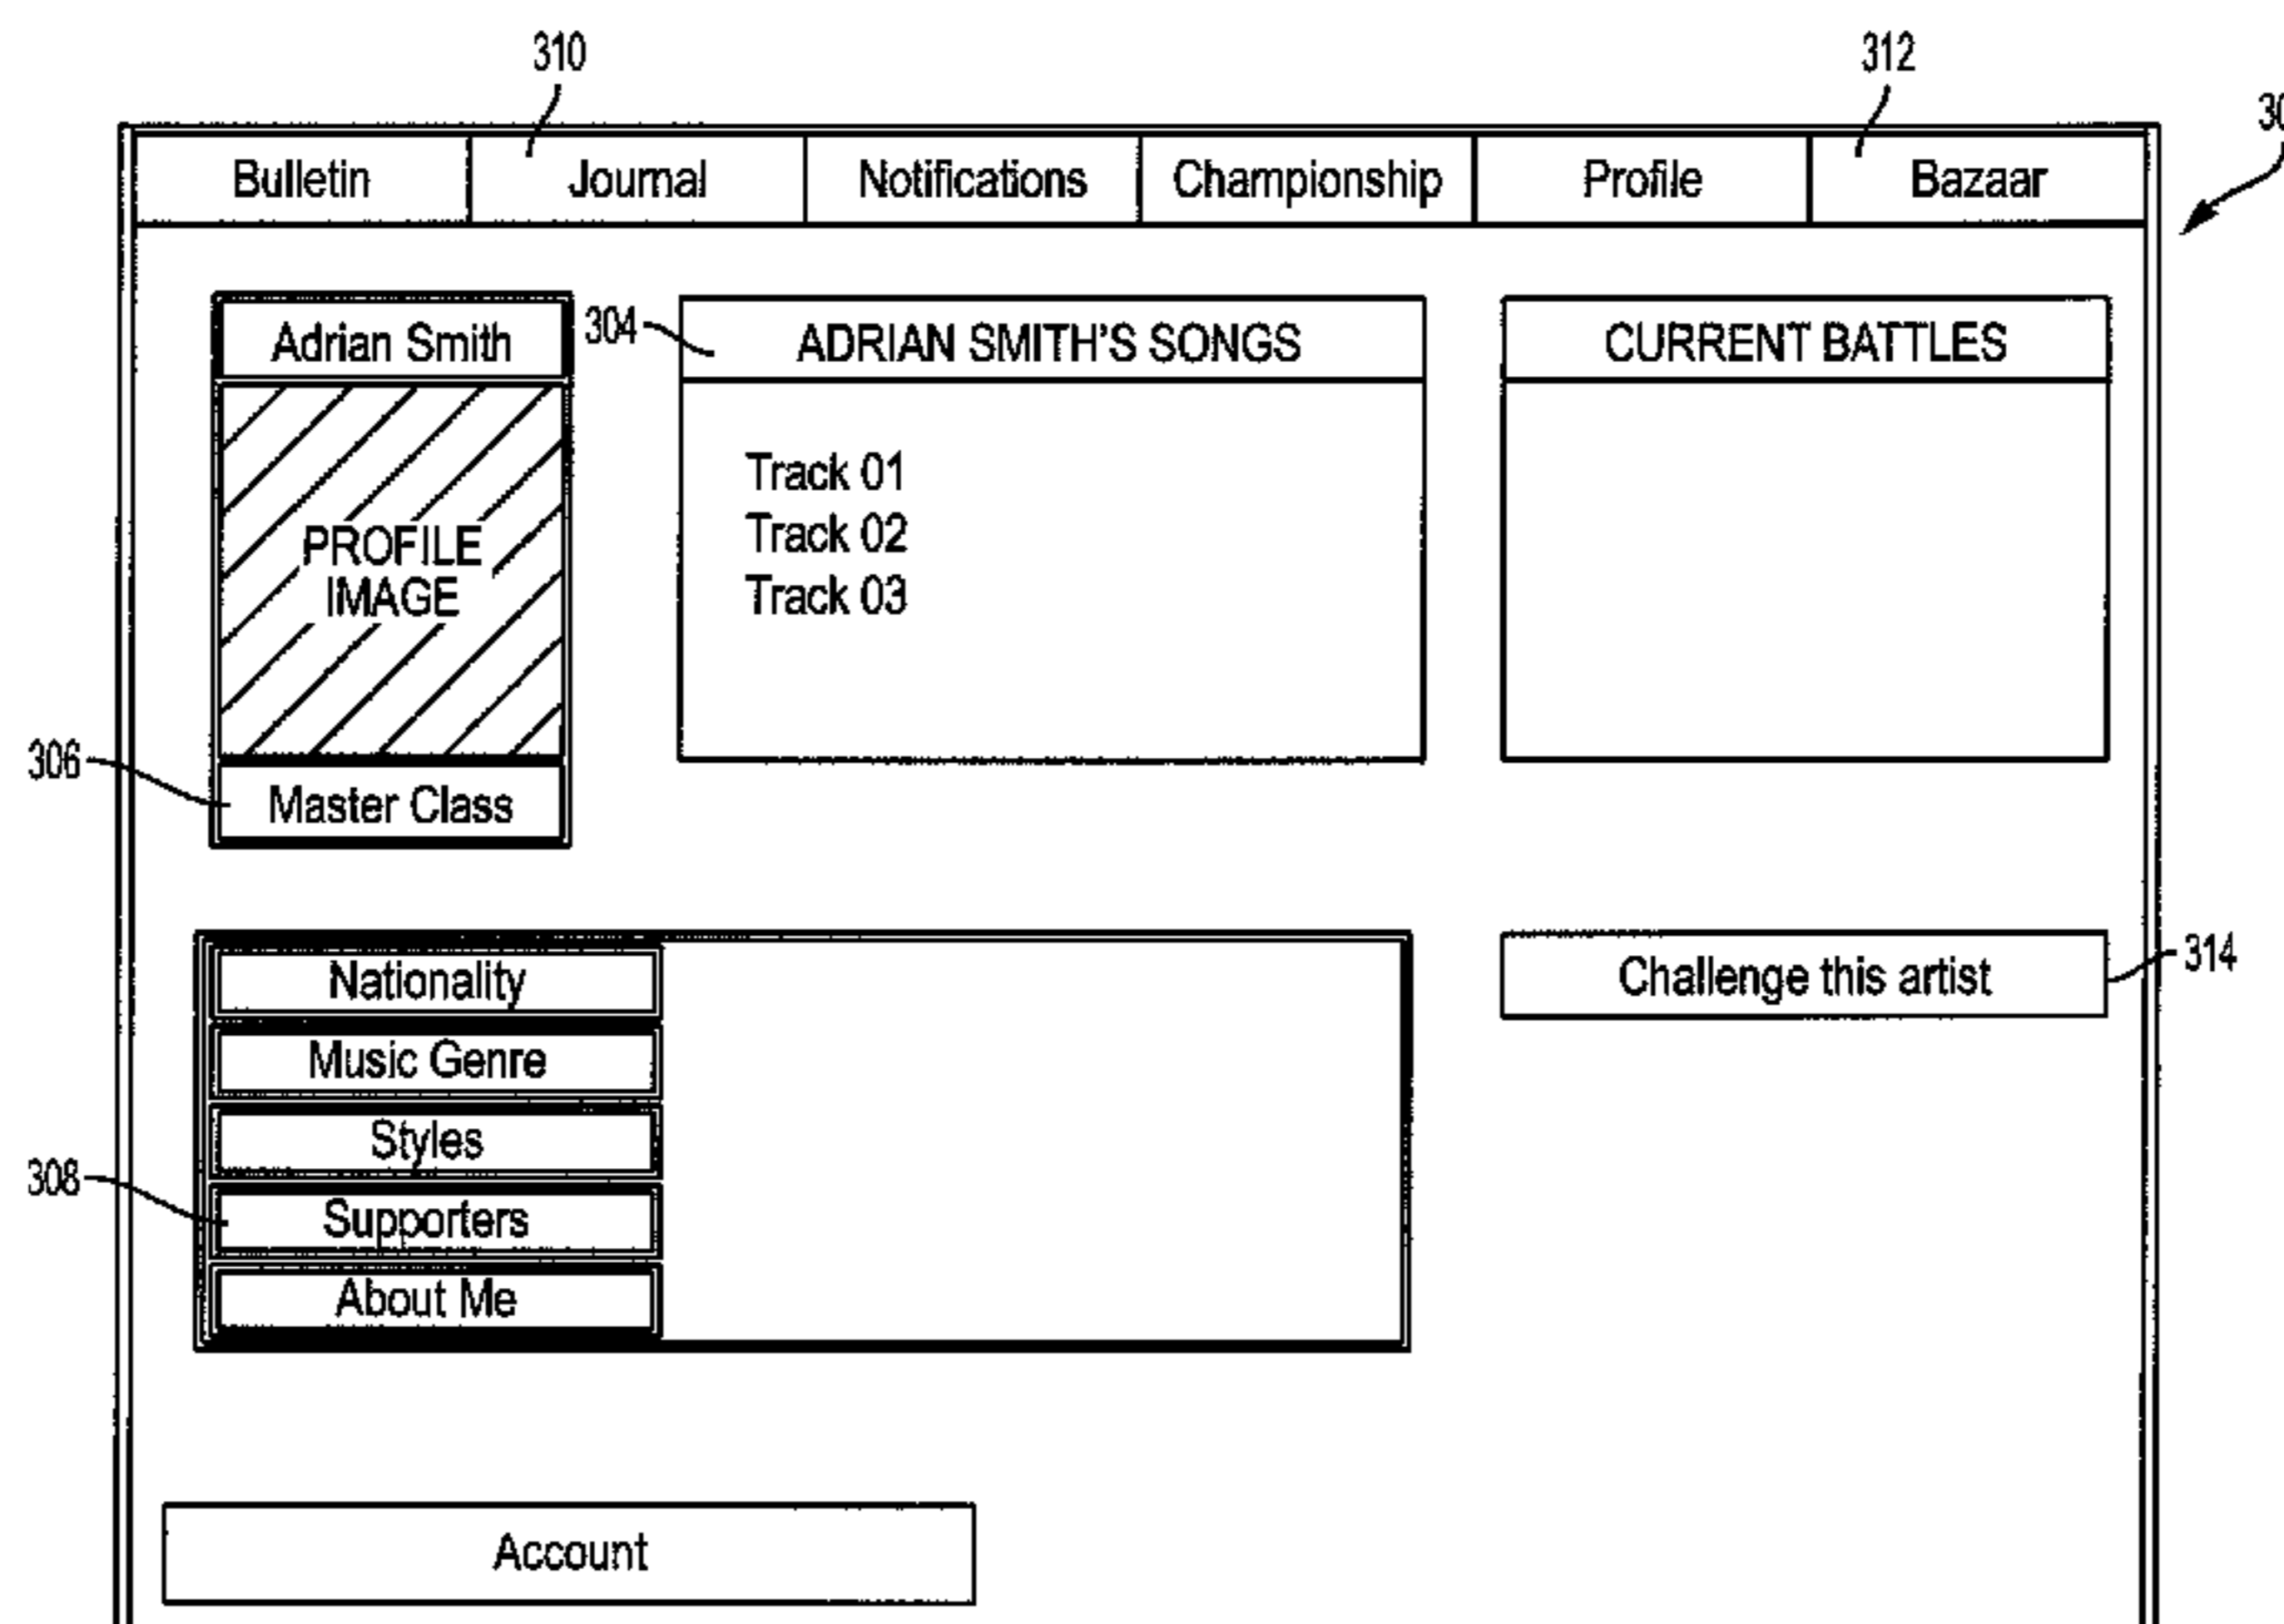 310
312
Bulletin Journal Notifications Championship Profile Bazaar
Adrian Smith
304
ADRIAN SMITH'S SONGS
CURRENT BATTLES
Track 01
Track 02
Track 03
PROFILE
IMAGE
306
Master Class
Nationality
Music Genre
Styles
308
Supporters
About Me
Challenge this artist
314
Account